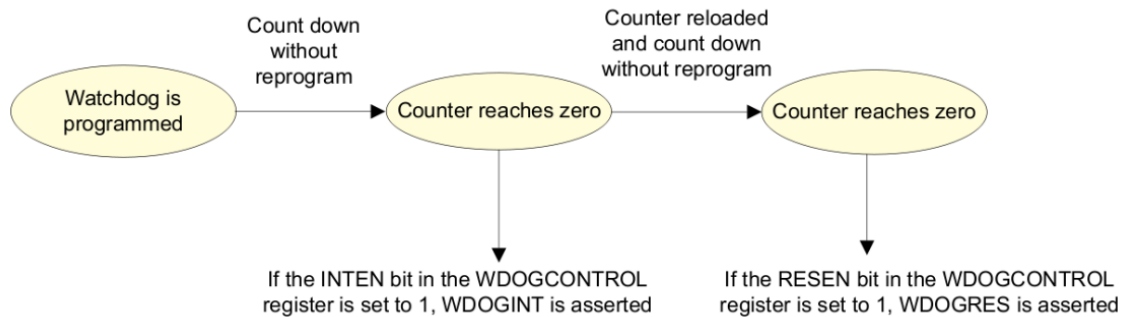 Count down
without
reprogram
Counter reloaded
and count down
without reprogram
Watchdog is
programmed
Counter reaches zero
Counter reaches zero
If the INTEN bit in the WDOGCONTROL
register is set to 1, WDOGINT is asserted
If the RESEN bit in the WDOGCONTROL
register is set to 1, WDOGRES is asserted